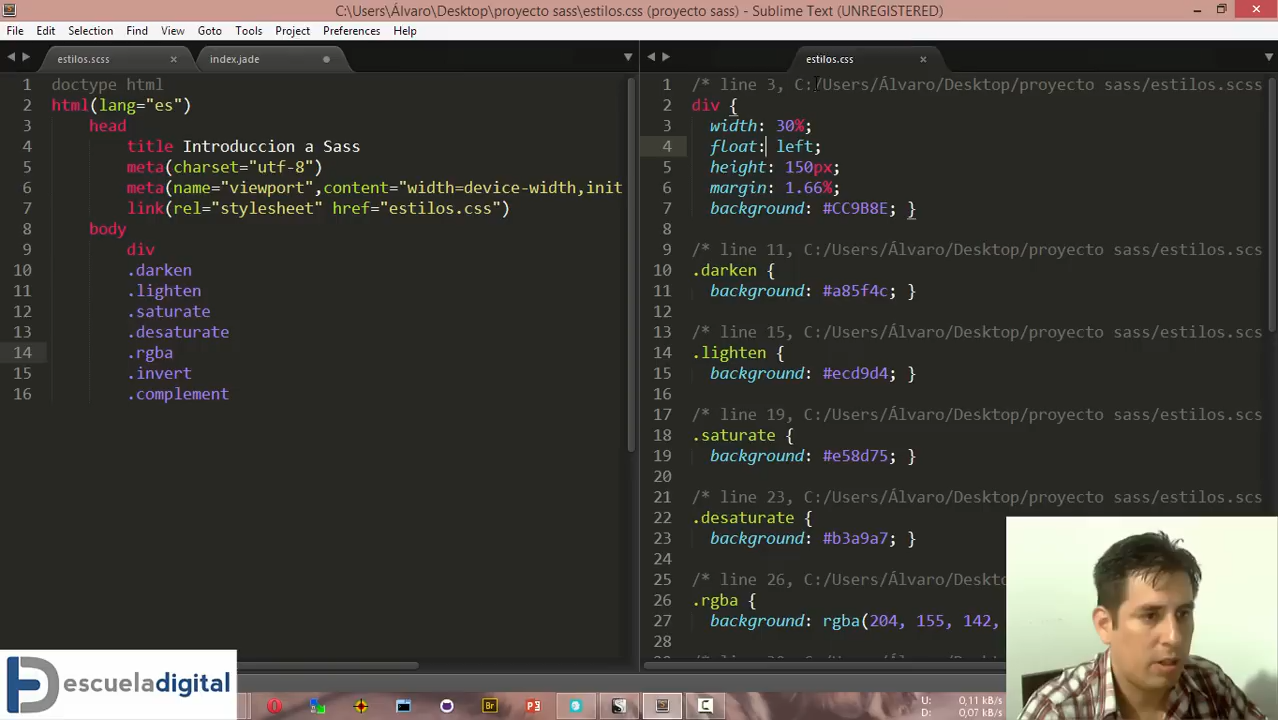 C:\Users\Álvaro\Desktop\proyecto sass\estilos.css (proyecto sass) - Sublime Text (UNREGISTERED)
File Edit Selection Find View Goto Tools Project Preferences Help
estilos.scss index.jade estilos.css
1 doctype html
2 html(lang="es")
3 head
4 title Introduccion a Sass
5 meta(charset="utf-8")
6 meta(name="viewport",content="width=device-width,init
7 link(rel="stylesheet" href="estilos.css")
8 body
9 div
10 .darken
11 .lighten
12 .saturate
13 .desaturate
14 .rgba
15 .invert
16 .complement
1 /* line 3, C:/Users/Álvaro/Desktop/proyecto sass/estilos.scss
2 div {
3 width: 30%;
4 float: left;
5 height: 150px;
6 margin: 1.66%;
7 background: #CC9B8E; }
8
9 /* line 11, C:/Users/Álvaro/Desktop/proyecto sass/estilos.scs
10 .darken {
11 background: #a85f4c; }
12
13 /* line 15, C:/Users/Álvaro/Desktop/proyecto sass/estilos.scs
14 .lighten {
15 background: #ecd9d4; }
16
17 /* line 19, C:/Users/Álvaro/Desktop/proyecto sass/estilos.scs
18 .saturate {
19 background: #e58d75; }
20
21 /* line 23, C:/Users/Álvaro/Desktop/proyecto sass/estilos.scs
22 .desaturate {
23 background: #b3a9a7; }
24
25 /* line 26, C:/Users/Álvaro/Deskto
26 .rgba {
27 background: rgba(204, 155, 142,
28
escueladigital
Br
U: 0,11 kB/s
D: 0,07 kB/s